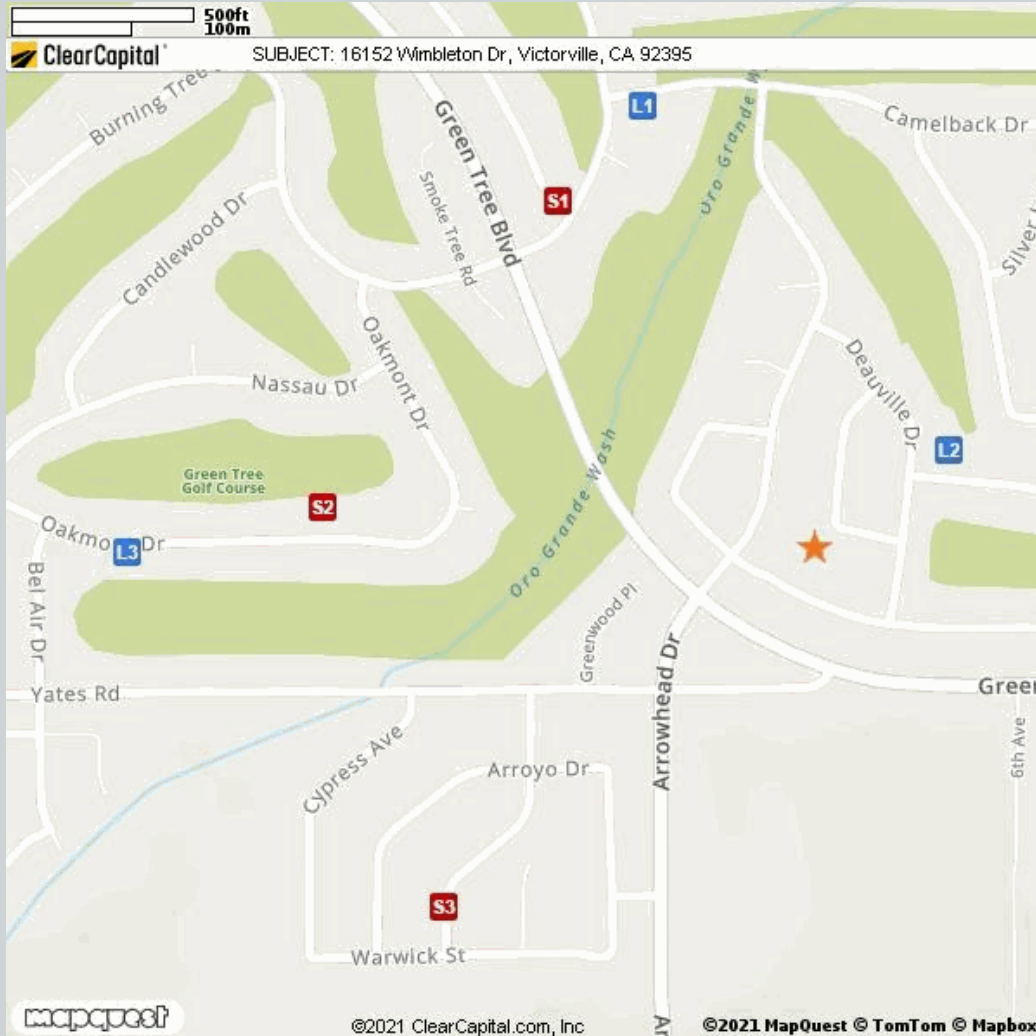 500ft
100m
ClearCapital
SUBJECT: 16152 Wimbleton Dr, Victorville, CA 92395
Burning Tree
Green Tree Blvd
L1
Camelback Dr
Oro Grande W
Smoke Tree Rd
S1
Candlewood Dr
Silver
Oakmont Dr
Nassau Dr
Deauville Dr
L2
Green Tree
Golf Course
S2
Oro Grande Wash
Oakmo
Dr
L3
Bel Air Dr
Greenwood Pl
Yates Rd
Arrowhead Dr
Green
6th Ave
Cypress Ave
Arroyo Dr
S3
Warwick St
Ar
mapquest
©2021 ClearCapital.com, Inc
©2021 MapQuest © TomTom © Mapbox